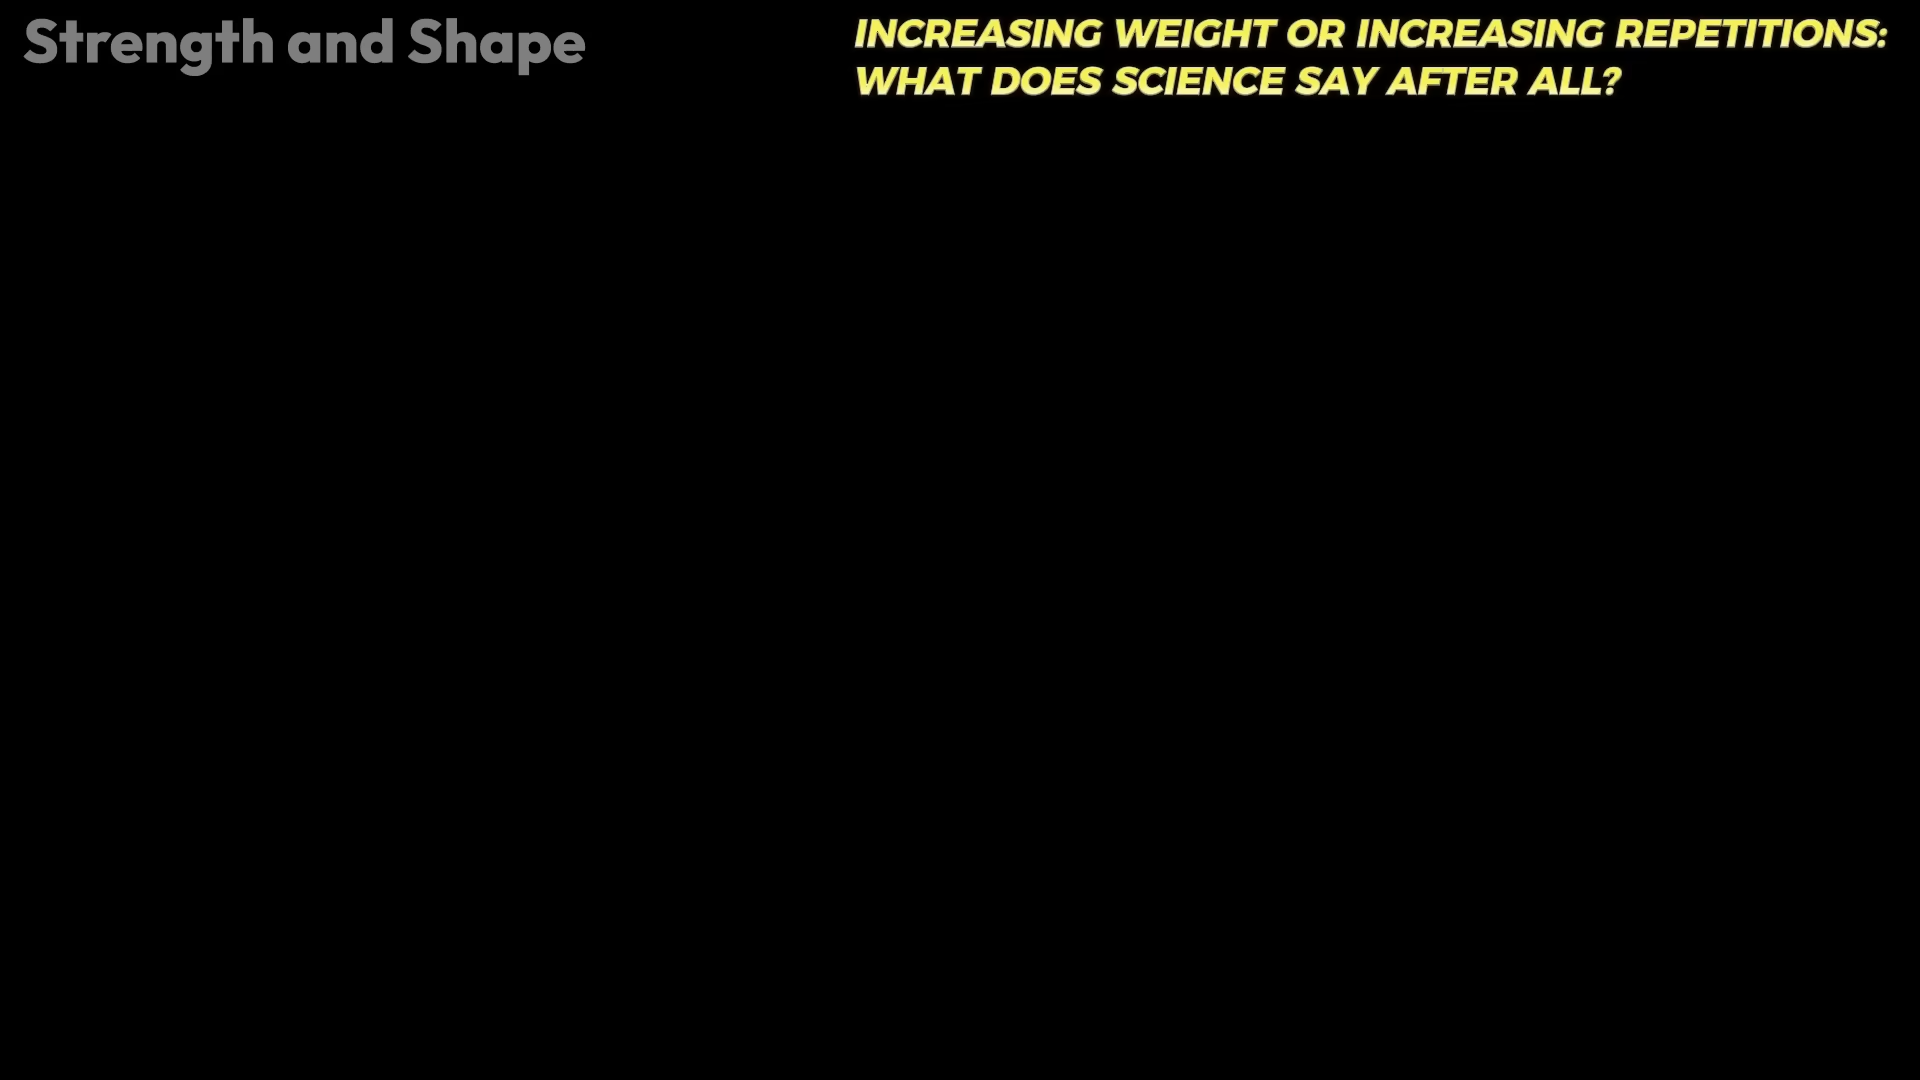 Strength and Shape
INCREASING WEIGHT OR INCREASING REPETITIONS:
WHAT DOES SCIENCE SAY AFTER ALL?